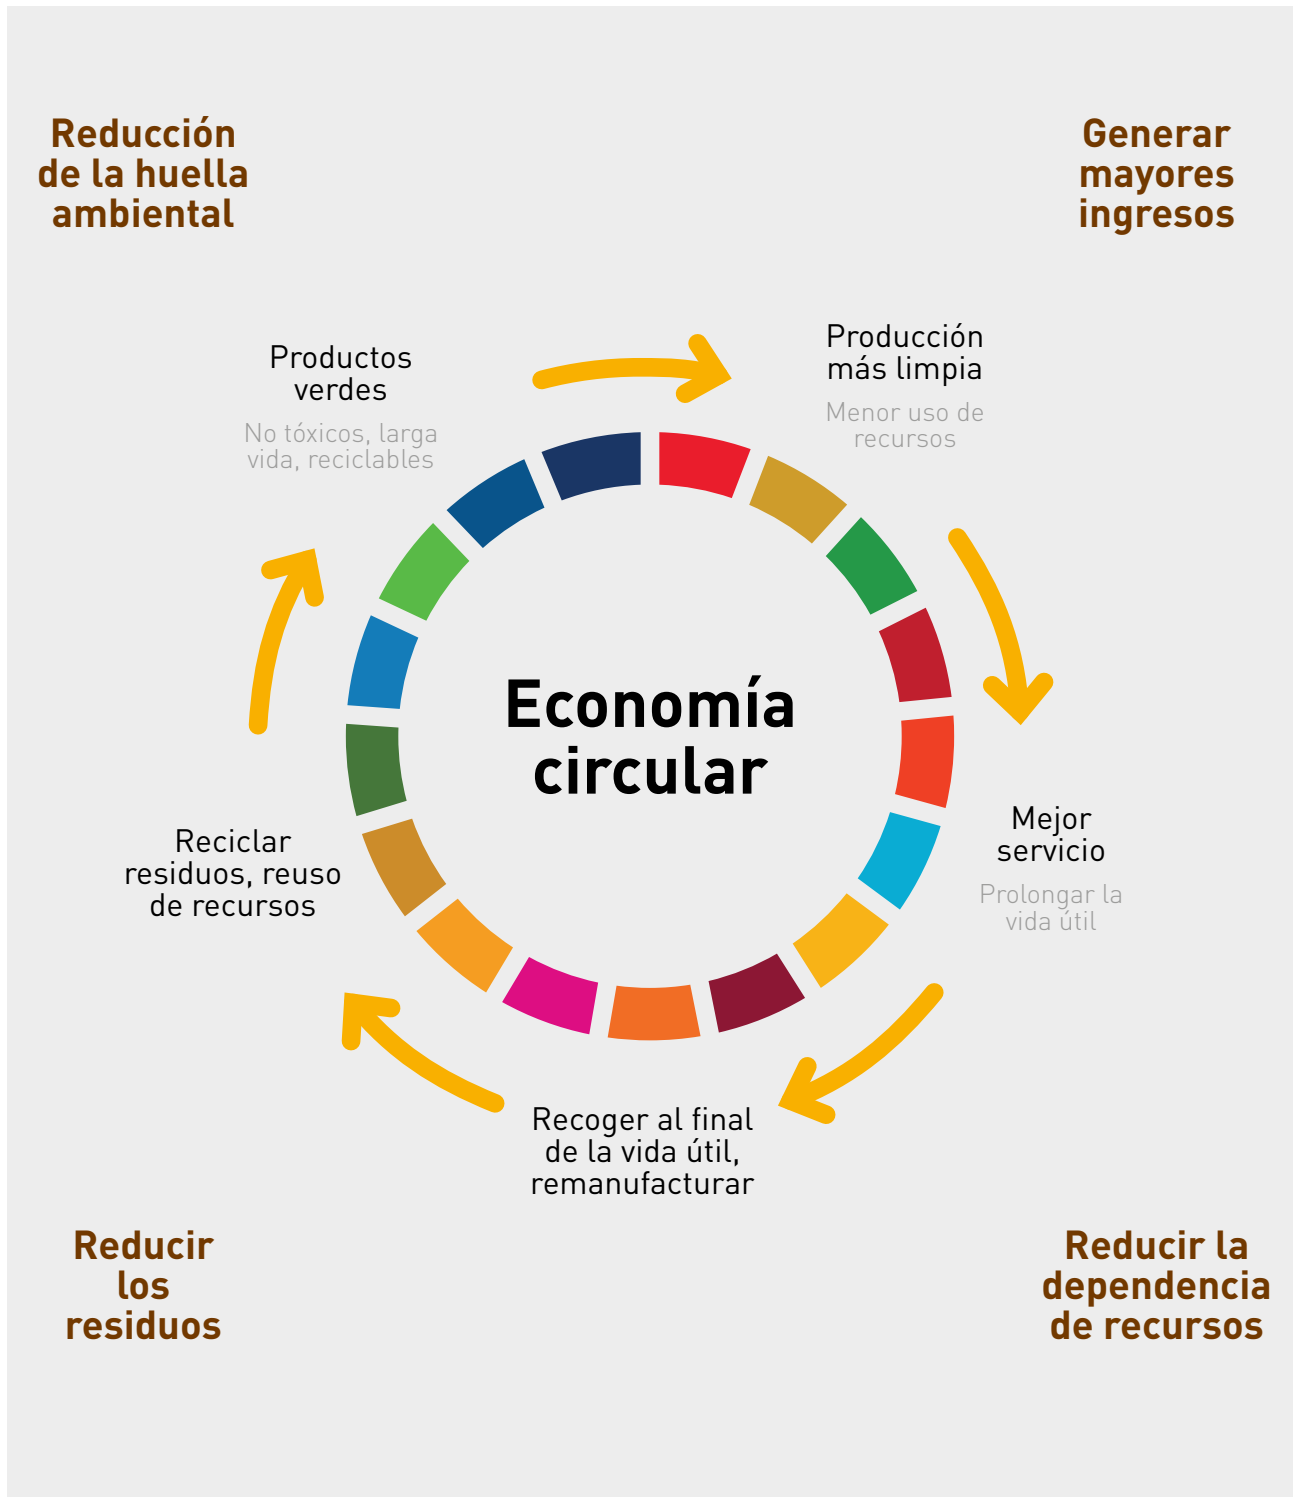 Reducción
de la huella
ambiental
Generar
mayores
ingresos
Productos
verdes
No tóxicos, larga
vida, reciclables
Producción
más limpia
Menor uso de
recursos
Economía
circular
Mejor
servicio
Prolongar la
vida útil
Reciclar
residuos, reuso
de recursos
Recoger al final
de la vida útil,
remanufacturar
Reducir
los
residuos
Reducir la
dependencia
de recursos